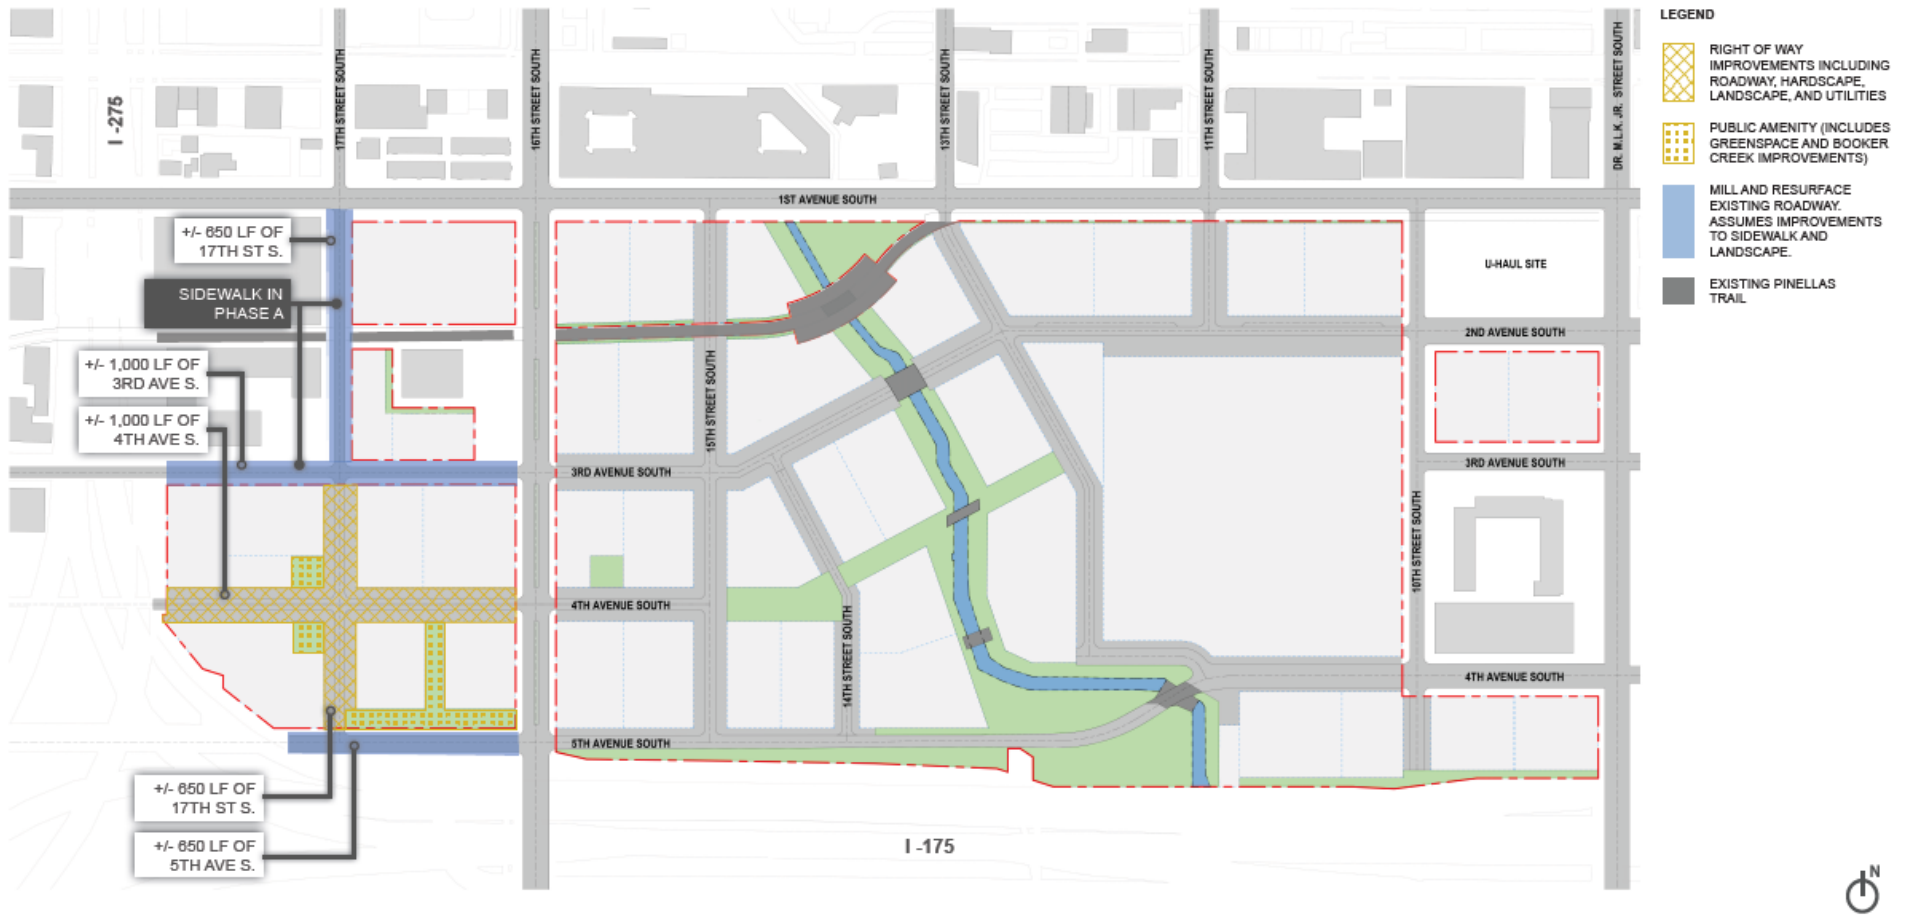 LEGEND
RIGHT OF WAY
IMPROVEMENTS INCLUDING
ROADWAY, HARDSCAPE,
LANDSCAPE, AND UTILITIES
PUBLIC AMENITY (INCLUDES
GREENSPACE AND BOOKER
CREEK IMPROVEMENTS)
MILL AND RESURFACE
EXISTING ROADWAY.
ASSUMES IMPROVEMENTS
TO SIDEWALK AND
LANDSCAPE.
EXISTING PINELLAS
TRAIL
I -275
17TH STREET SOUTH
16TH STREET SOUTH
13TH STREET SOUTH
11TH STREET SOUTH
DR. M.L.K. JR. STREET SOUTH
1ST AVENUE SOUTH
+/- 650 LF OF
17TH ST S.
SIDEWALK IN
PHASE A
+/- 1,000 LF OF
3RD AVE S.
+/- 1,000 LF OF
4TH AVE S.
U-HAUL SITE
2ND AVENUE SOUTH
15TH STREET SOUTH
3RD AVENUE SOUTH
3RD AVENUE SOUTH
10TH STREET SOUTH
4TH AVENUE SOUTH
14TH STREET SOUTH
4TH AVENUE SOUTH
5TH AVENUE SOUTH
+/- 650 LF OF
17TH ST S.
+/- 650 LF OF
5TH AVE S.
I -175
N